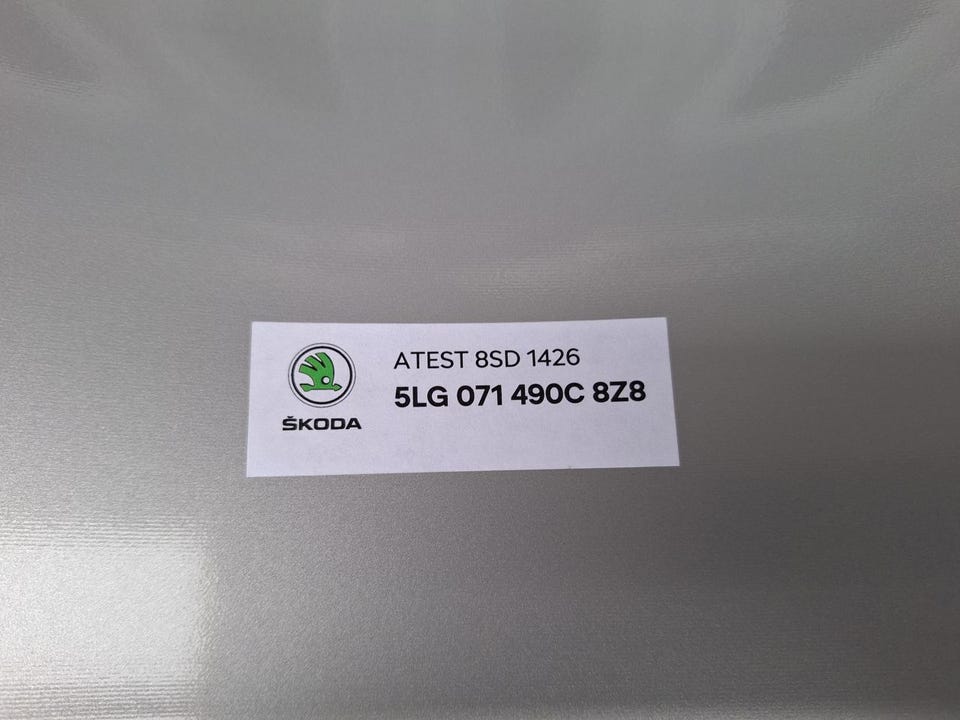 ATEST 8SD 1426
5LG 071 490C 8Z8
ŠKODA